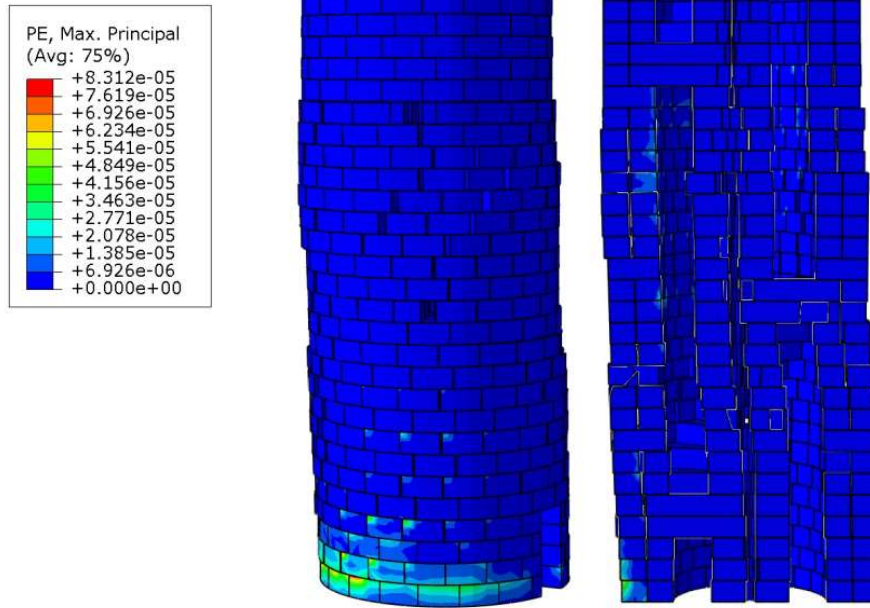 PE, Max. Principal
(Avg: 75%)
+8.312e-05
+7.619e-05
+6.926e-05
+6.234e-05
+5.541e-05
+4.849e-05
+4.156e-05
+3.463e-05
+2.771e-05
+2.078e-05
+1.385e-05
+6.926e-06
+0.000e+00